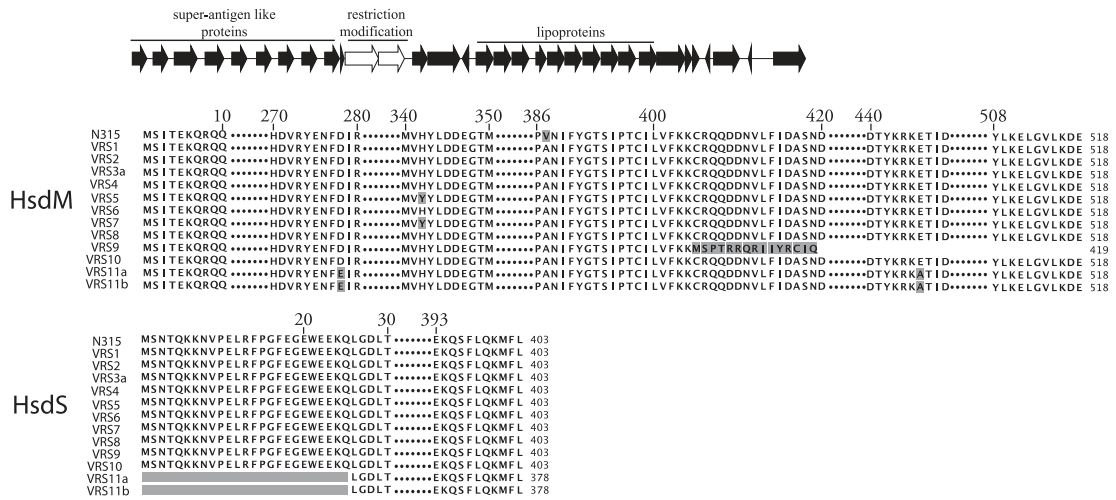 super-antigen like
proteins
restriction
modification
lipoproteins
10 270 280 340 350 386 400 420 440 508
HsdM
N315 MSITEKQRQQ••••••HDVRYENFDIR••••••MVHYLDDEGTM••••••PVNIFYGTSIPTCILVFKKCRQQDDNVLFIDASND••••••DTYKRKETID••••••YLKELGVLKDE 518
VRS1 MSITEKQRQQ••••••HDVRYENFDIR••••••MVHYLDDEGTM••••••PANIFYGTSIPTCILVFKKCRQQDDNVLFIDASND••••••DTYKRKETID••••••YLKELGVLKDE 518
VRS2 MSITEKQRQQ••••••HDVRYENFDIR••••••MVHYLDDEGTM••••••PANIFYGTSIPTCILVFKKCRQQDDNVLFIDASND••••••DTYKRKETID••••••YLKELGVLKDE 518
VRS3a MSITEKQRQQ••••••HDVRYENFDIR••••••MVHYLDDEGTM••••••PANIFYGTSIPTCILVFKKCRQQDDNVLFIDASND••••••DTYKRKETID••••••YLKELGVLKDE 518
VRS4 MSITEKQRQQ••••••HDVRYENFDIR••••••MVHYLDDEGTM••••••PANIFYGTSIPTCILVFKKCRQQDDNVLFIDASND••••••DTYKRKETID••••••YLKELGVLKDE 518
VRS5 MSITEKQRQQ••••••HDVRYENFDIR••••••MVYYLDDEGTM••••••PANIFYGTSIPTCILVFKKCRQQDDNVLFIDASND••••••DTYKRKETID••••••YLKELGVLKDE 518
VRS6 MSITEKQRQQ••••••HDVRYENFDIR••••••MVHYLDDEGTM••••••PANIFYGTSIPTCILVFKKCRQQDDNVLFIDASND••••••DTYKRKETID••••••YLKELGVLKDE 518
VRS7 MSITEKQRQQ••••••HDVRYENFDIR••••••MVYYLDDEGTM••••••PANIFYGTSIPTCILVFKKCRQQDDNVLFIDASND••••••DTYKRKETID••••••YLKELGVLKDE 518
VRS8 MSITEKQRQQ••••••HDVRYENFDIR••••••MVHYLDDEGTM••••••PANIFYGTSIPTCILVFKKCRQQDDNVLFIDASND••••••DTYKRKETID••••••YLKELGVLKDE 518
VRS9 MSITEKQRQQ••••••HDVRYENFDIR••••••MVHYLDDEGTM••••••PANIFYGTSIPTCILVFKKMSPTRRQRIIYRCIQ 419
VRS10 MSITEKQRQQ••••••HDVRYENFDIR••••••MVHYLDDEGTM••••••PANIFYGTSIPTCILVFKKCRQQDDNVLFIDASND••••••DTYKRKETID••••••YLKELGVLKDE 518
VRS11a MSITEKQRQQ••••••HDVRYENFEIR••••••MVHYLDDEGTM••••••PANIFYGTSIPTCILVFKKCRQQDDNVLFIDASND••••••DTYKRKATID••••••YLKELGVLKDE 518
VRS11b MSITEKQRQQ••••••HDVRYENFEIR••••••MVHYLDDEGTM••••••PANIFYGTSIPTCILVFKKCRQQDDNVLFIDASND••••••DTYKRKATID••••••YLKELGVLKDE 518
20 30 393
HsdS
N315 MSNTQKKNVPELRFPGFEGEWEEKQLGDLT•••••••EKQSFLQKMFL 403
VRS1 MSNTQKKNVPELRFPGFEGEWEEKQLGDLT•••••••EKQSFLQKMFL 403
VRS2 MSNTQKKNVPELRFPGFEGEWEEKQLGDLT•••••••EKQSFLQKMFL 403
VRS3a MSNTQKKNVPELRFPGFEGEWEEKQLGDLT•••••••EKQSFLQKMFL 403
VRS4 MSNTQKKNVPELRFPGFEGEWEEKQLGDLT•••••••EKQSFLQKMFL 403
VRS5 MSNTQKKNVPELRFPGFEGEWEEKQLGDLT•••••••EKQSFLQKMFL 403
VRS6 MSNTQKKNVPELRFPGFEGEWEEKQLGDLT•••••••EKQSFLQKMFL 403
VRS7 MSNTQKKNVPELRFPGFEGEWEEKQLGDLT•••••••EKQSFLQKMFL 403
VRS8 MSNTQKKNVPELRFPGFEGEWEEKQLGDLT•••••••EKQSFLQKMFL 403
VRS9 MSNTQKKNVPELRFPGFEGEWEEKQLGDLT•••••••EKQSFLQKMFL 403
VRS10 MSNTQKKNVPELRFPGFEGEWEEKQLGDLT•••••••EKQSFLQKMFL 403
VRS11a LGDLT•••••••EKQSFLQKMFL 378
VRS11b LGDLT•••••••EKQSFLQKMFL 378